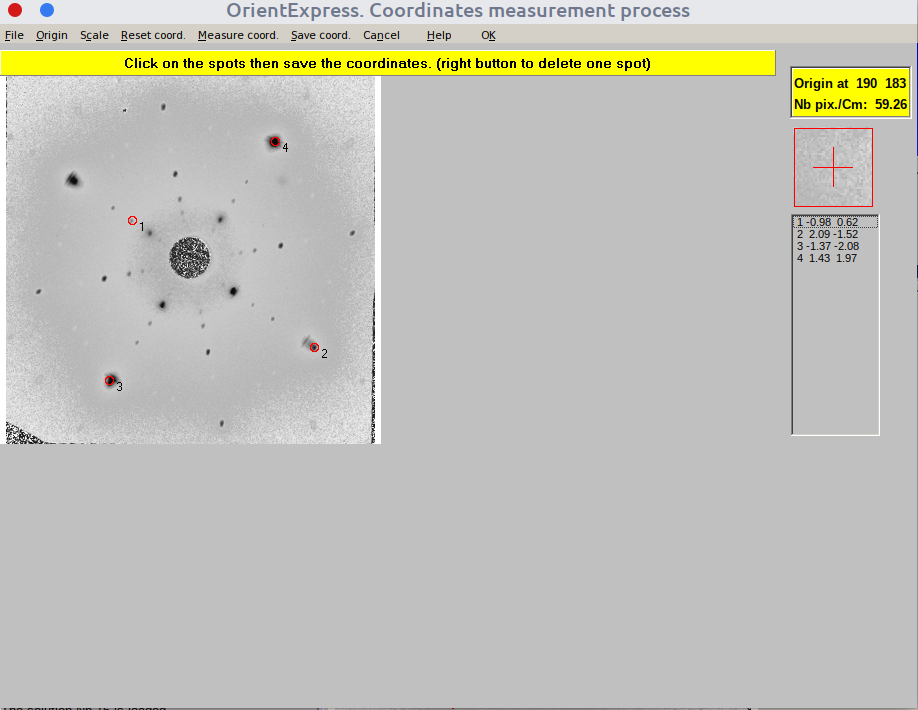 OrientExpress. Coordinates measurement process
File Origin Scale Reset coord. Measure coord. Save coord. Cancel Help OK
Click on the spots then save the coordinates. (right button to delete one spot)
Origin at 190 183
Nb pix./Cm: 59.26
4
1
2
3
1 -0.98 0.62
2 2.09 -1.52
3 -1.37 -2.08
4 1.43 1.97